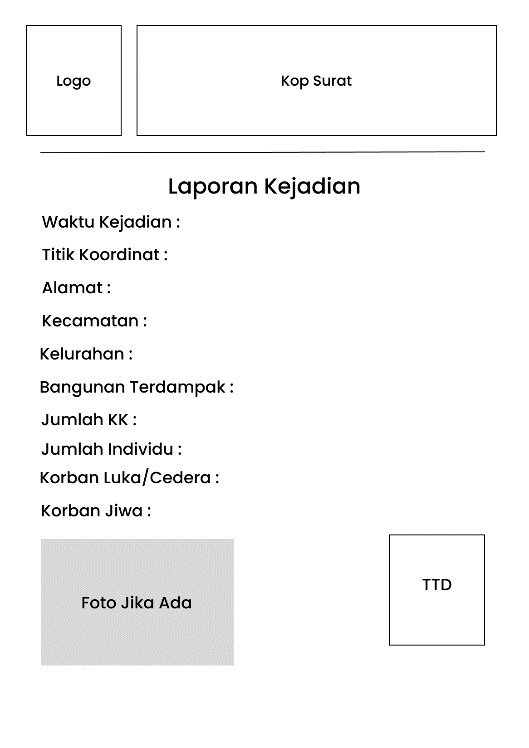 Logo
Kop Surat
Laporan Kejadian
Waktu Kejadian :
Titik Koordinat :
Alamat :
Kecamatan :
Kelurahan :
Bangunan Terdampak :
Jumlah KK :
Jumlah Individu :
Korban Luka/Cedera :
Korban Jiwa :
Foto Jika Ada
TTD